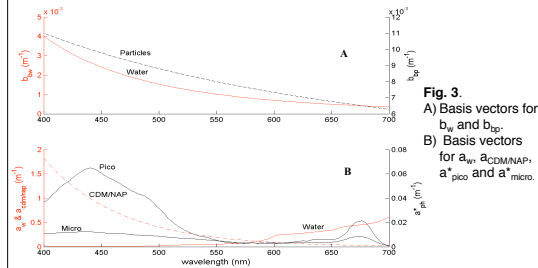 x 10⁻³
x 10⁻³
5
4
3
2
1
0
b_bw (m⁻¹)
Particles
Water
A
12
11
10
9
8
7
6
b_bp (m⁻¹)
400
450
500
550
600
650
700
2
1.5
1
0.5
0
a_w & a_cdm/nap (m⁻¹)
Pico
CDM/NAP
Micro
Water
B
0.08
0.06
0.04
0.02
0
a*_ph (m⁻¹)
400
450
500
550
600
650
700
wavelength (nm)
Fig. 3.
A) Basis vectors for
b_w and b_bp.
B) Basis vectors
for a_w, a_CDM/NAP,
a*_pico and a*_micro.